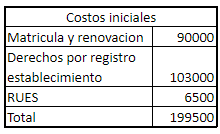 Costos iniciales
Matricula y renovacion 90000
Derechos por registro
establecimiento 103000
RUES 6500
Total 199500